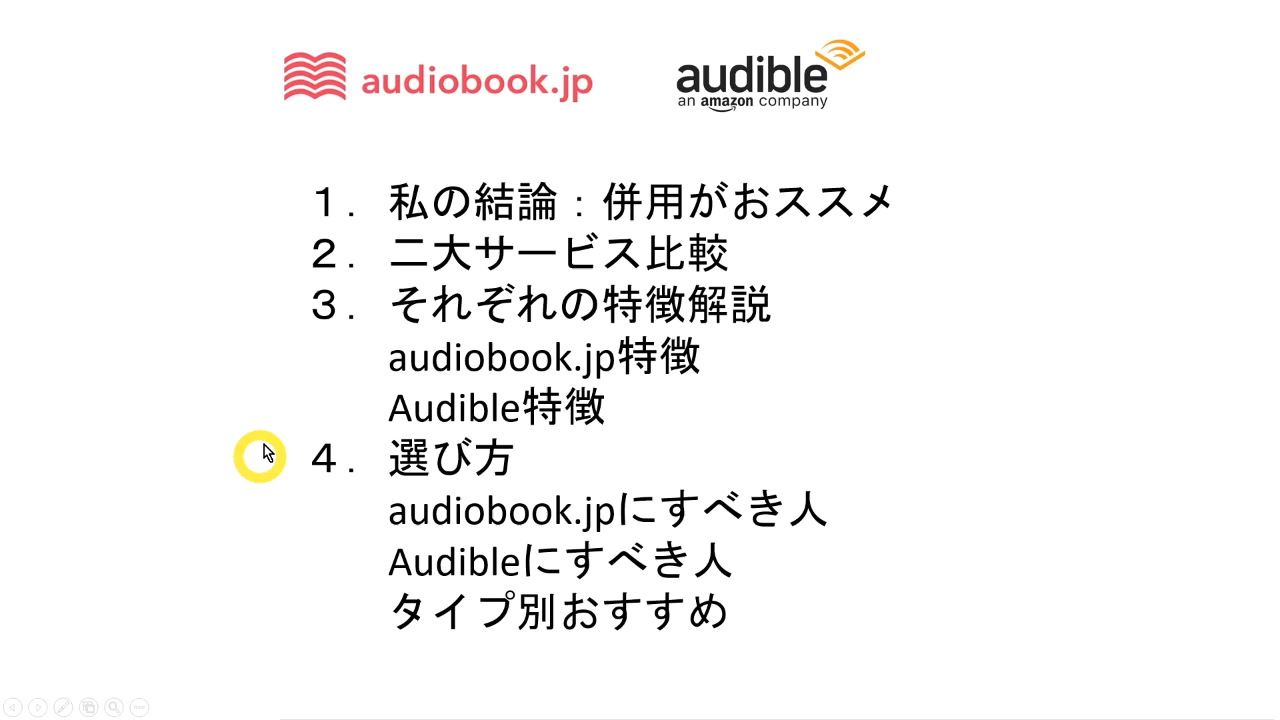 audiobook.jp
audible
an amazon company
１．私の結論：併用がおススメ
２．二大サービス比較
３．それぞれの特徴解説
audiobook.jp特徴
Audible特徴
４．選び方
audiobook.jpにすべき人
Audibleにすべき人
タイプ別おすすめ